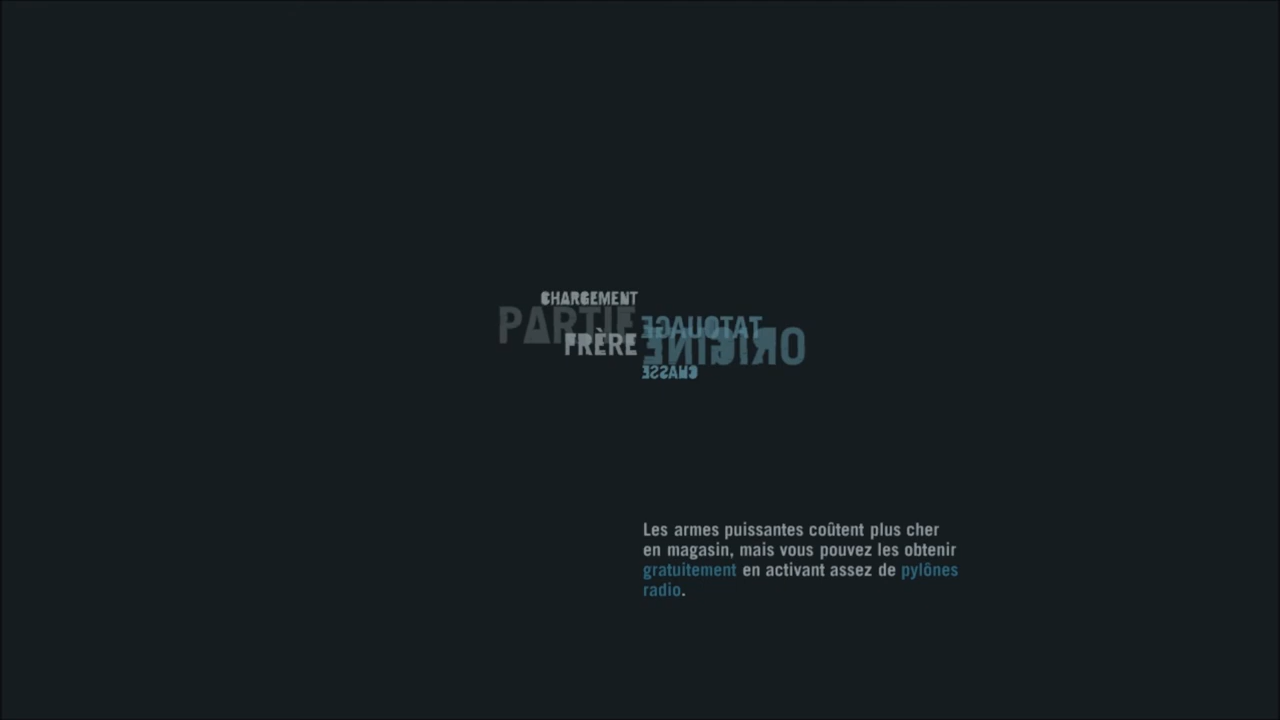 CHARGEMENT
PARTIE
FRÈRE
TATOUAGE
ORIGINE
CHASSE
Les armes puissantes coûtent plus cher
en magasin, mais vous pouvez les obtenir
gratuitement en activant assez de pylônes
radio.